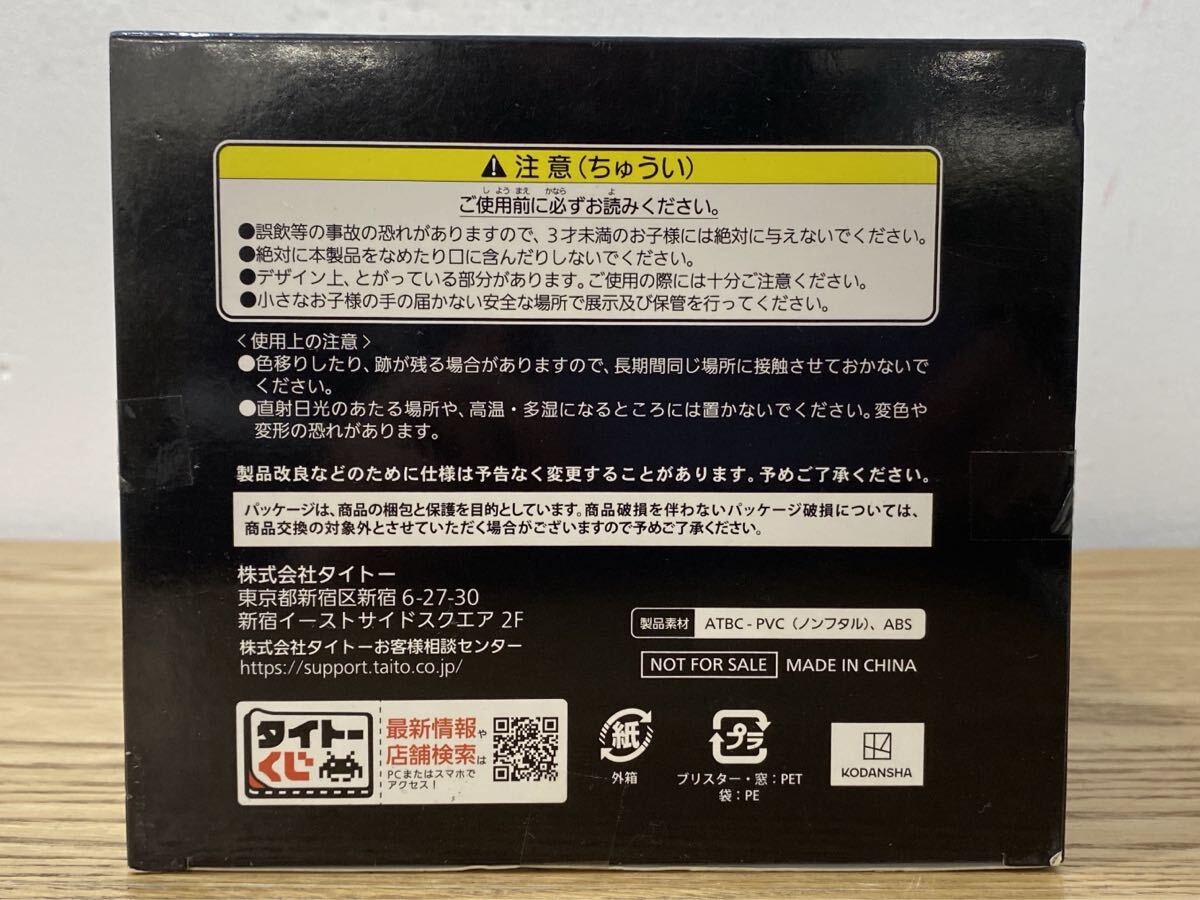 注意(ちゅうい)
しようまえ かなら よ
ご使用前に必ずお読みください。
●誤飲等の事故の恐れがありますので、3才未満のお子様には絶対に与えないでください。
●絶対に本製品をなめたり口に含んだりしないでください。
●デザイン上、とがっている部分があります。ご使用の際には十分ご注意ください。
●小さなお子様の手の届かない安全な場所で展示及び保管を行ってください。
〈使用上の注意〉
●色移りしたり、跡が残る場合がありますので、長期間同じ場所に接触させておかないで
ください。
●直射日光のあたる場所や、高温・多湿になるところには置かないでください。変色や
変形の恐れがあります。
製品改良などのために仕様は予告なく変更することがあります。予めご了承ください。
パッケージは、商品の梱包と保護を目的としています。商品破損を伴わないパッケージ破損については、
商品交換の対象外とさせていただく場合がございますので予めご了承ください。
株式会社タイトー
東京都新宿区新宿 6-27-30
新宿イーストサイドスクエア 2F
株式会社タイトーお客様相談センター
https://support.taito.co.jp/
製品素材 ATBC-PVC(ノンフタル)、ABS
NOT FOR SALE MADE IN CHINA
タイトー
くじ
最新情報や
店舗検索は
PCまたはスマホで
アクセス!
紙
外箱
プラ
ブリスター・窓:PET
袋:PE
KODANSHA